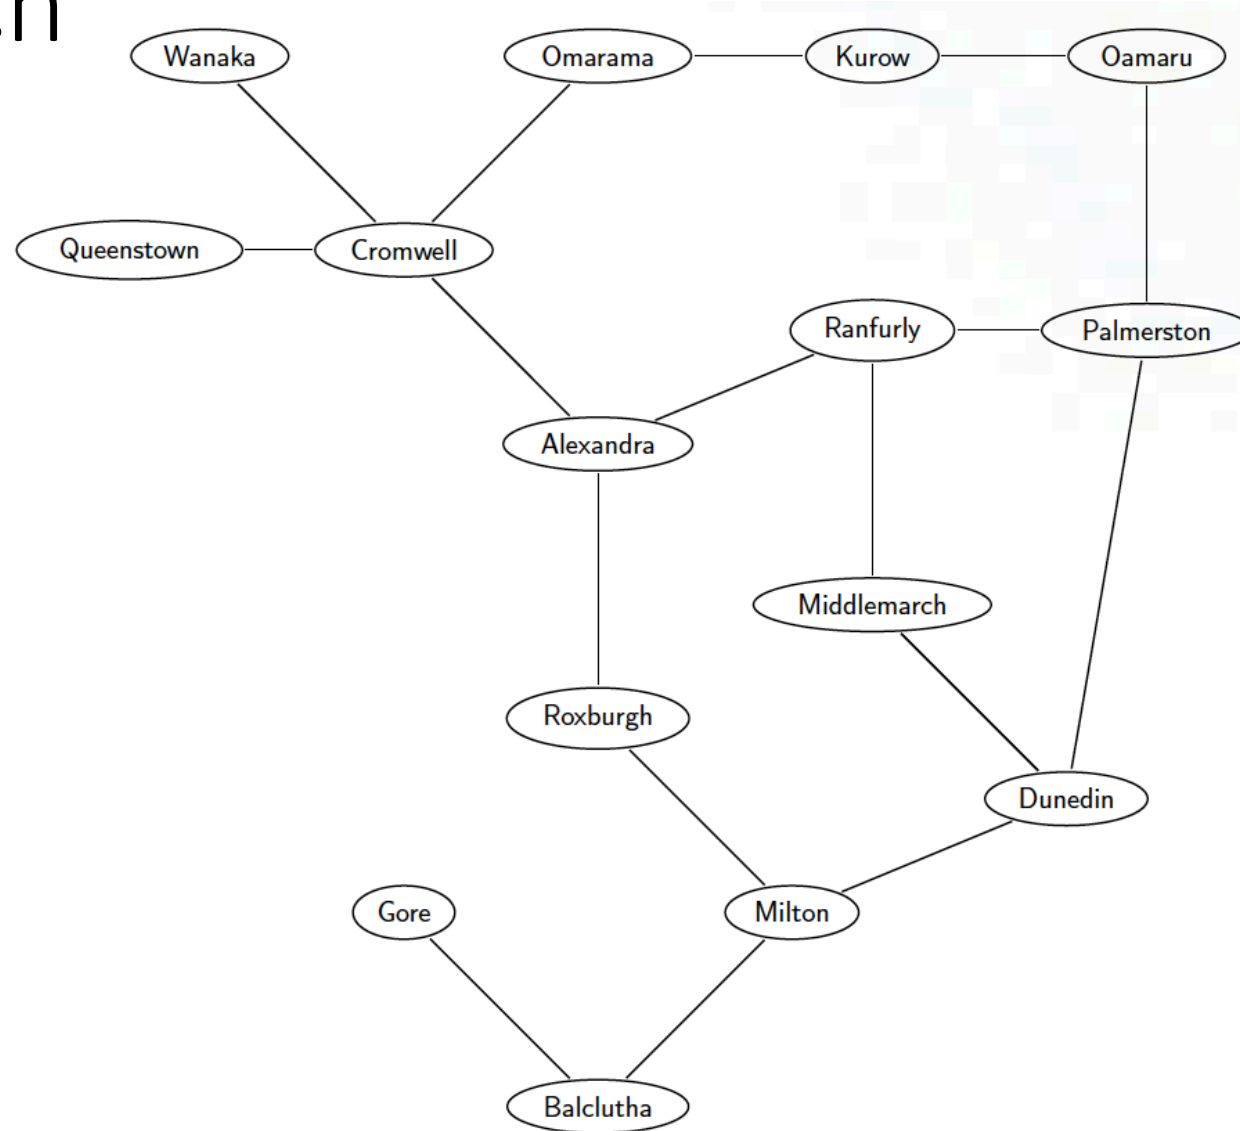 Wanaka Omarama Kurow Oamaru
Queenstown Cromwell
Ranfurly Palmerston
Alexandra
Middlemarch
Roxburgh
Dunedin
Gore Milton
Balclutha